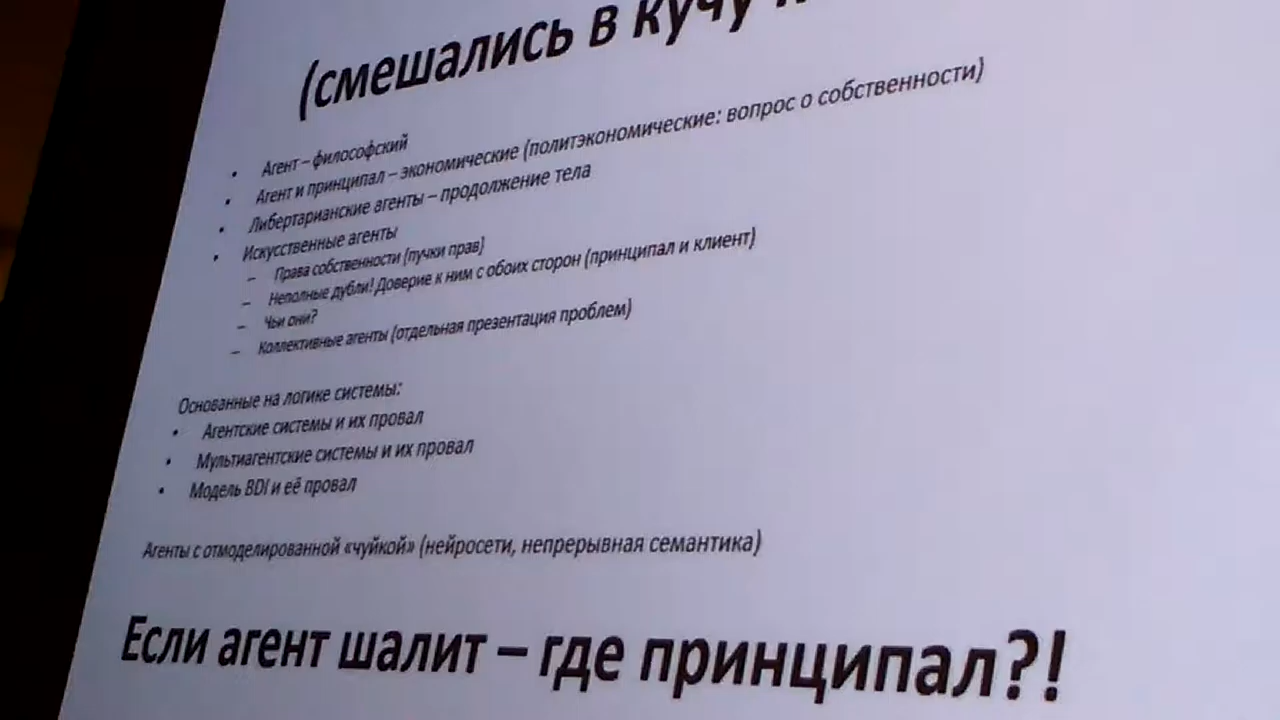 (смешались в кучу
• Агент – философский
• Агент и принципал – экономические (политэкономические: вопрос о собственности)
• Либертарианские агенты – продолжение тела
• Искусственные агенты
– Права собственности (пучки прав)
– Неполные дубли! Доверие к ним с обоих сторон (принципал и клиент)
– Чьи они?
– Коллективные агенты (отдельная презентация проблем)
Основанные на логике системы:
• Агентские системы и их провал
• Мультиагентские системы и их провал
• Модель BDI и её провал
Агенты с отмоделированной «чуйкой» (нейросети, непрерывная семантика)
Если агент шалит – где принципал?!